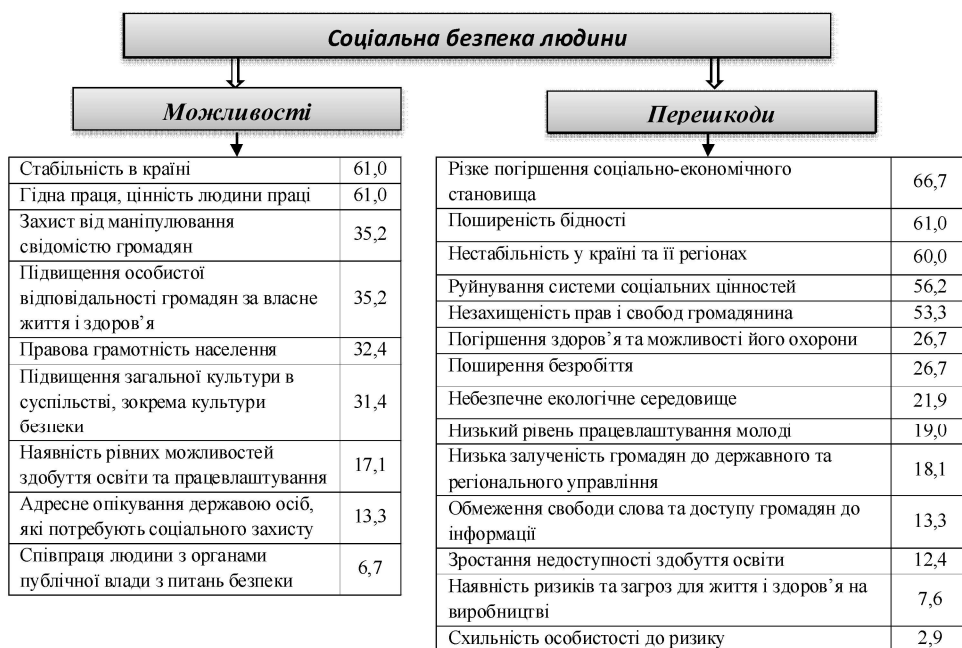 Соціальна безпека людини
Можливості
Стабільність в країні 61,0
Гідна праця, цінність людини праці 61,0
Захист від маніпулювання
свідомістю громадян 35,2
Підвищення особистої
відповідальності громадян за власне 35,2
життя і здоров’я
Правова грамотність населення 32,4
Підвищення загальної культури в
суспільстві, зокрема культури 31,4
безпеки
Наявність рівних можливостей
здобуття освіти та працевлаштування 17,1
Адресне опікування державою осіб,
які потребують соціального захисту 13,3
Співпраця людини з органами
публічної влади з питань безпеки 6,7
Перешкоди
Різке погіршення соціально-економічного
становища 66,7
Поширеність бідності 61,0
Нестабільність у країні та її регіонах 60,0
Руйнування системи соціальних цінностей 56,2
Незахищеність прав і свобод громадянина 53,3
Погіршення здоров’я та можливості його охорони 26,7
Поширення безробіття 26,7
Небезпечне екологічне середовище 21,9
Низький рівень працевлаштування молоді 19,0
Низька залученість громадян до державного та
регіонального управління 18,1
Обмеження свободи слова та доступу громадян до
інформації 13,3
Зростання недоступності здобуття освіти 12,4
Наявність ризиків та загроз для життя і здоров’я на
виробництві 7,6
Схильність особистості до ризику 2,9